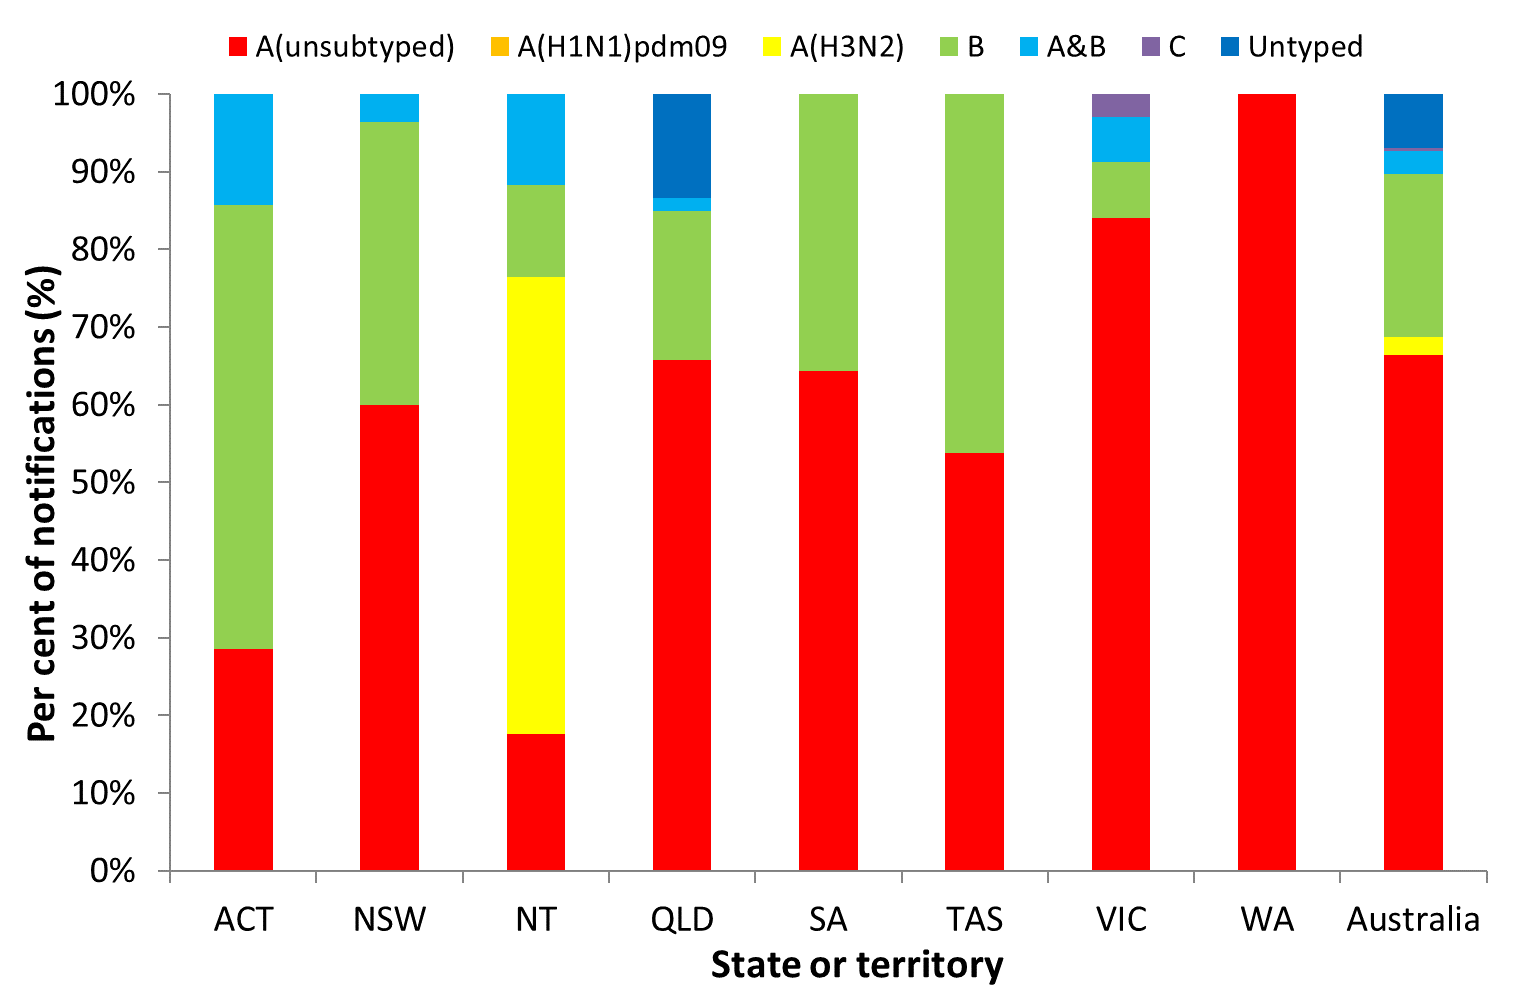 A(unsubtyped) A(H1N1)pdm09 A(H3N2) B A&B C Untyped
100%
90%
80%
70%
60%
50%
40%
30%
20%
10%
0%
Per cent of notifications (%)
ACT NSW NT QLD SA TAS VIC WA Australia
State or territory